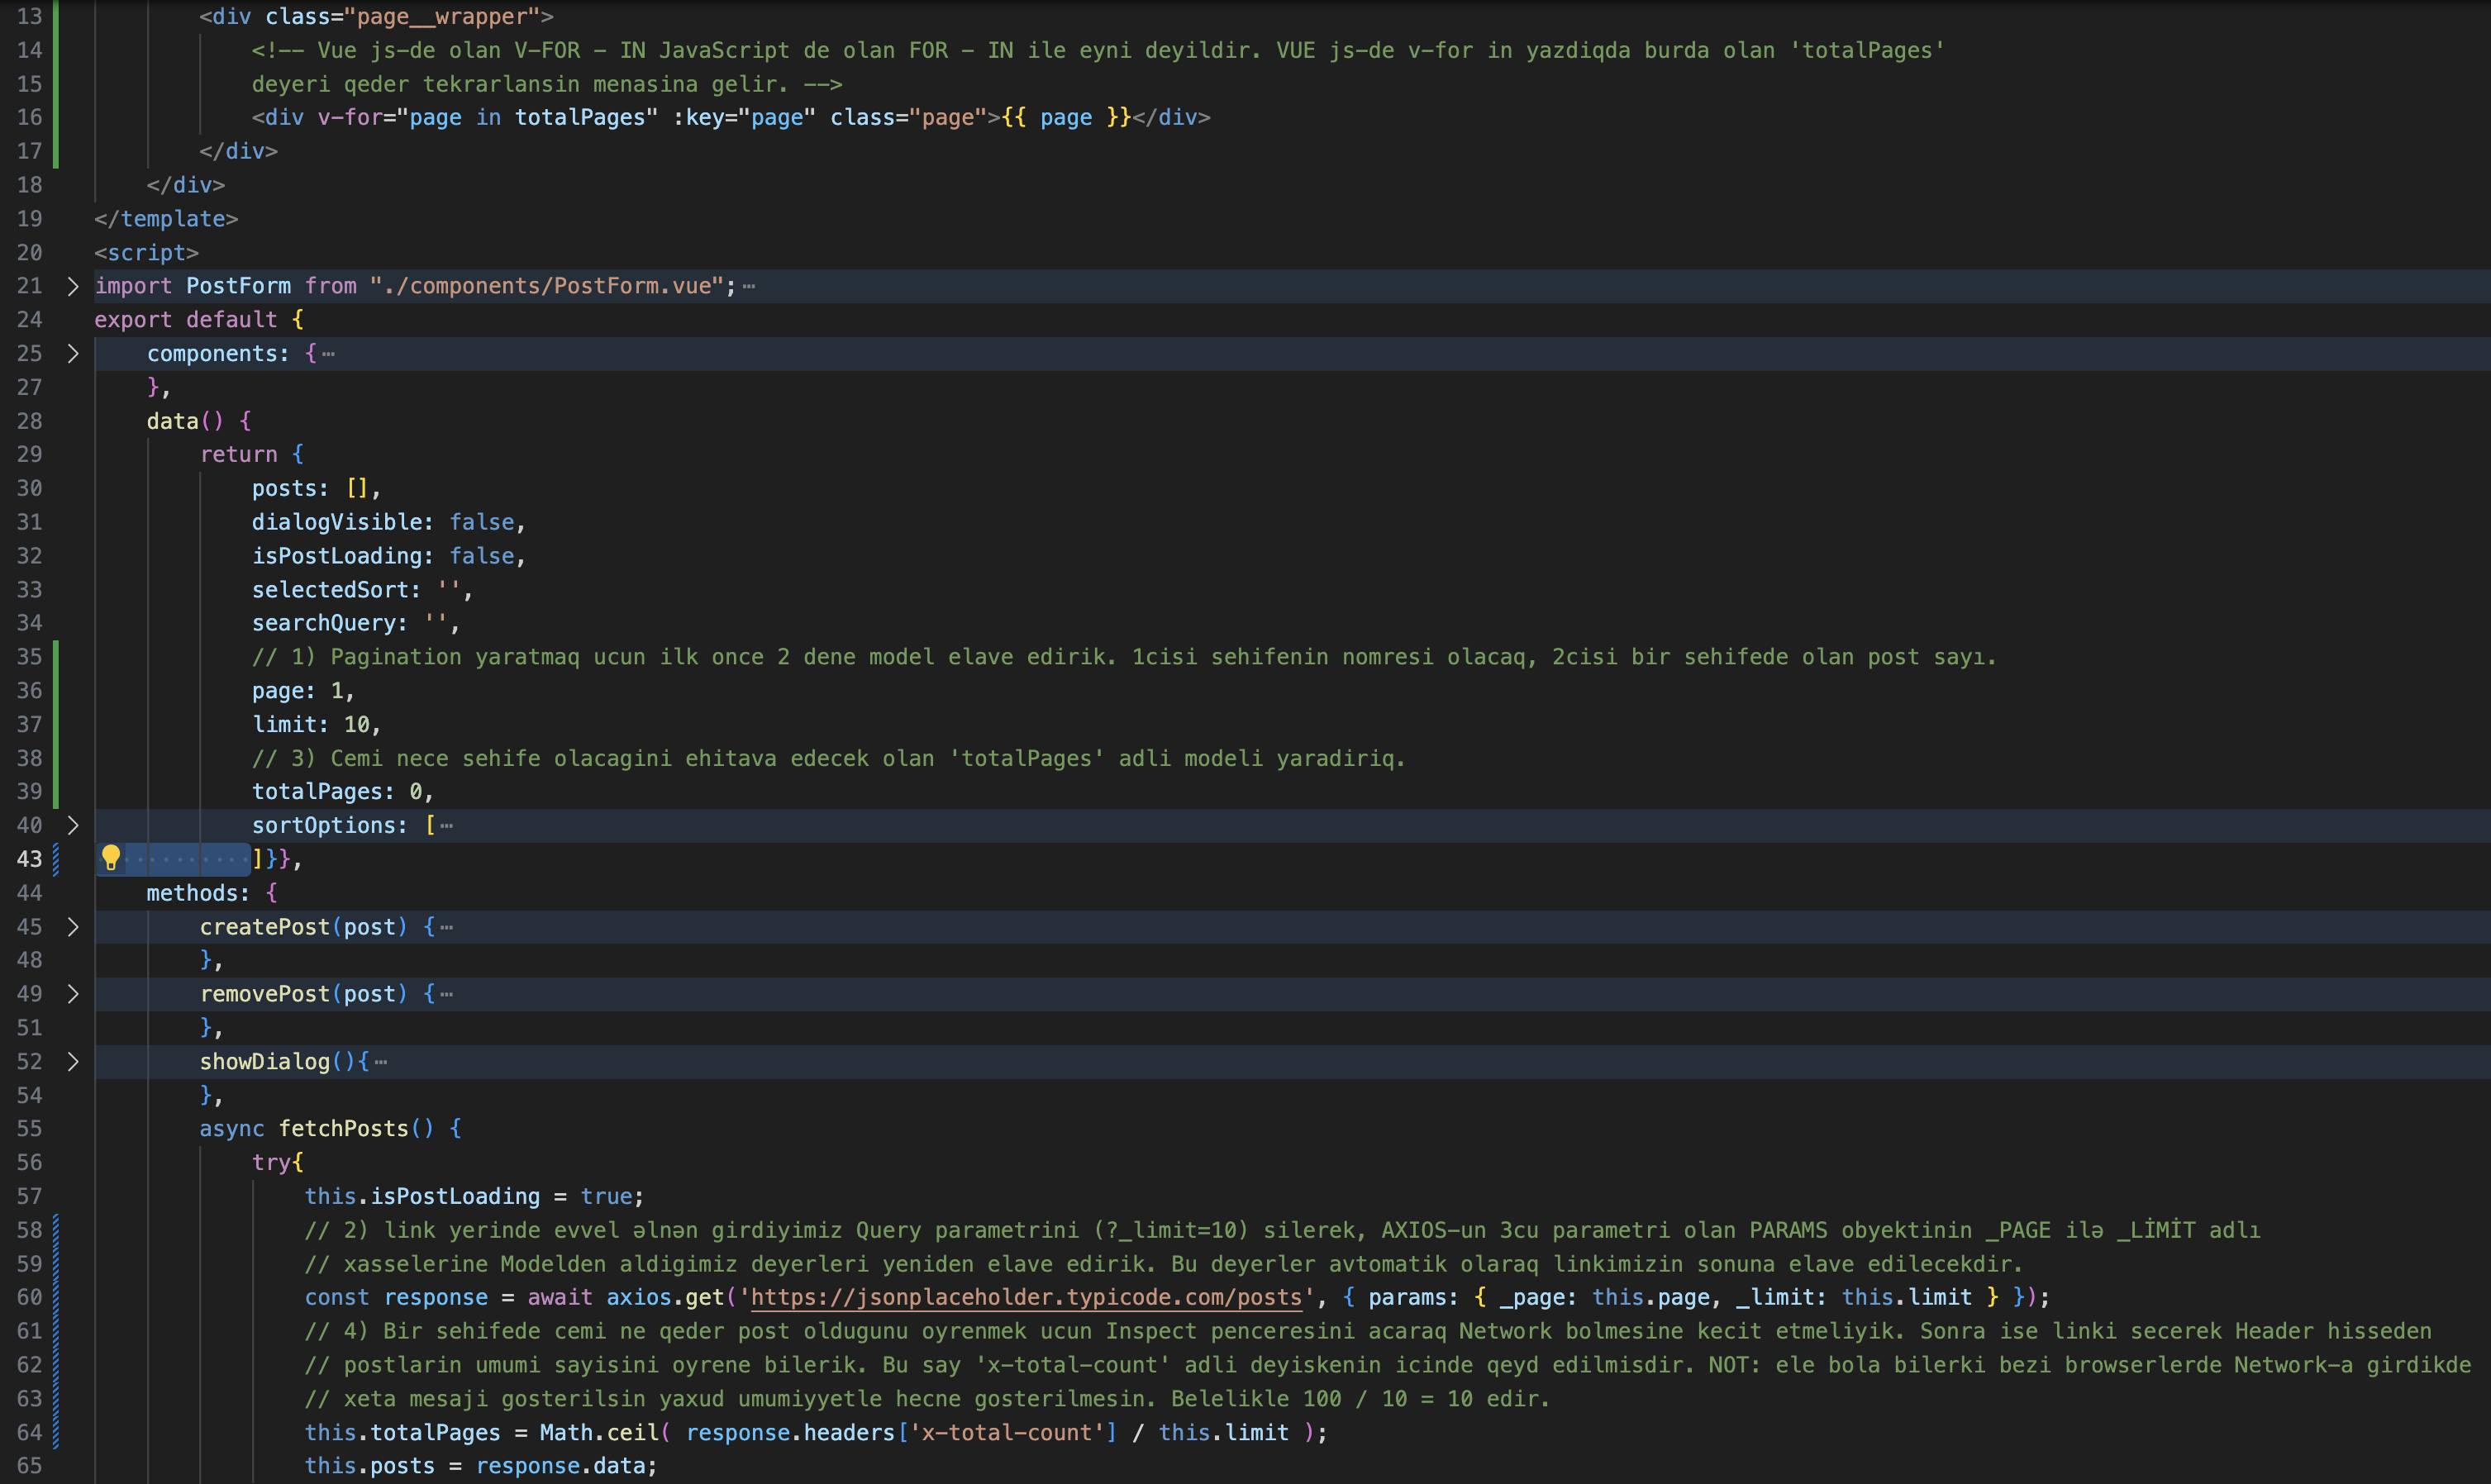 13 <div class="page__wrapper">
14 <!-- Vue js-de olan V-FOR - IN JavaScript de olan FOR - IN ile eyni deyildir. VUE js-de v-for in yazdiqda burda olan 'totalPages'
15 deyeri qeder tekrarlansin menasina gelir. -->
16 <div v-for="page in totalPages" :key="page" class="page">{{ page }}</div>
17 </div>
18 </div>
19 </template>
20 <script>
21 import PostForm from "./components/PostForm.vue"; ⋯
24 export default {
25 components: { ⋯
27 },
28 data() {
29 return {
30 posts: [],
31 dialogVisible: false,
32 isPostLoading: false,
33 selectedSort: '',
34 searchQuery: '',
35 // 1) Pagination yaratmaq ucun ilk once 2 dene model elave edirik. 1cisi sehifenin nomresi olacaq, 2cisi bir sehifede olan post sayı.
36 page: 1,
37 limit: 10,
38 // 3) Cemi nece sehife olacagini ehitava edecek olan 'totalPages' adli modeli yaradiriq.
39 totalPages: 0,
40 sortOptions: [ ⋯
43 ]}},
44 methods: {
45 createPost(post) { ⋯
48 },
49 removePost(post) { ⋯
51 },
52 showDialog(){ ⋯
54 },
55 async fetchPosts() {
56 try{
57 this.isPostLoading = true;
58 // 2) link yerinde evvel əlnən girdiyimiz Query parametrini (?_limit=10) silerek, AXIOS-un 3cu parametri olan PARAMS obyektinin _PAGE ilə _LİMİT adlı
59 // xasselerine Modelden aldigimiz deyerleri yeniden elave edirik. Bu deyerler avtomatik olaraq linkimizin sonuna elave edilecekdir.
60 const response = await axios.get('https://jsonplaceholder.typicode.com/posts', { params: { _page: this.page, _limit: this.limit } });
61 // 4) Bir sehifede cemi ne qeder post oldugunu oyrenmek ucun Inspect penceresini acaraq Network bolmesine kecit etmeliyik. Sonra ise linki secerek Header hisseden
62 // postlarin umumi sayisini oyrene bilerik. Bu say 'x-total-count' adli deyiskenin icinde qeyd edilmisdir. NOT: ele bola bilerki bezi browserlerde Network-a girdikde
63 // xeta mesaji gosterilsin yaxud umumiyyetle hecne gosterilmesin. Belelikle 100 / 10 = 10 edir.
64 this.totalPages = Math.ceil( response.headers['x-total-count'] / this.limit );
65 this.posts = response.data;